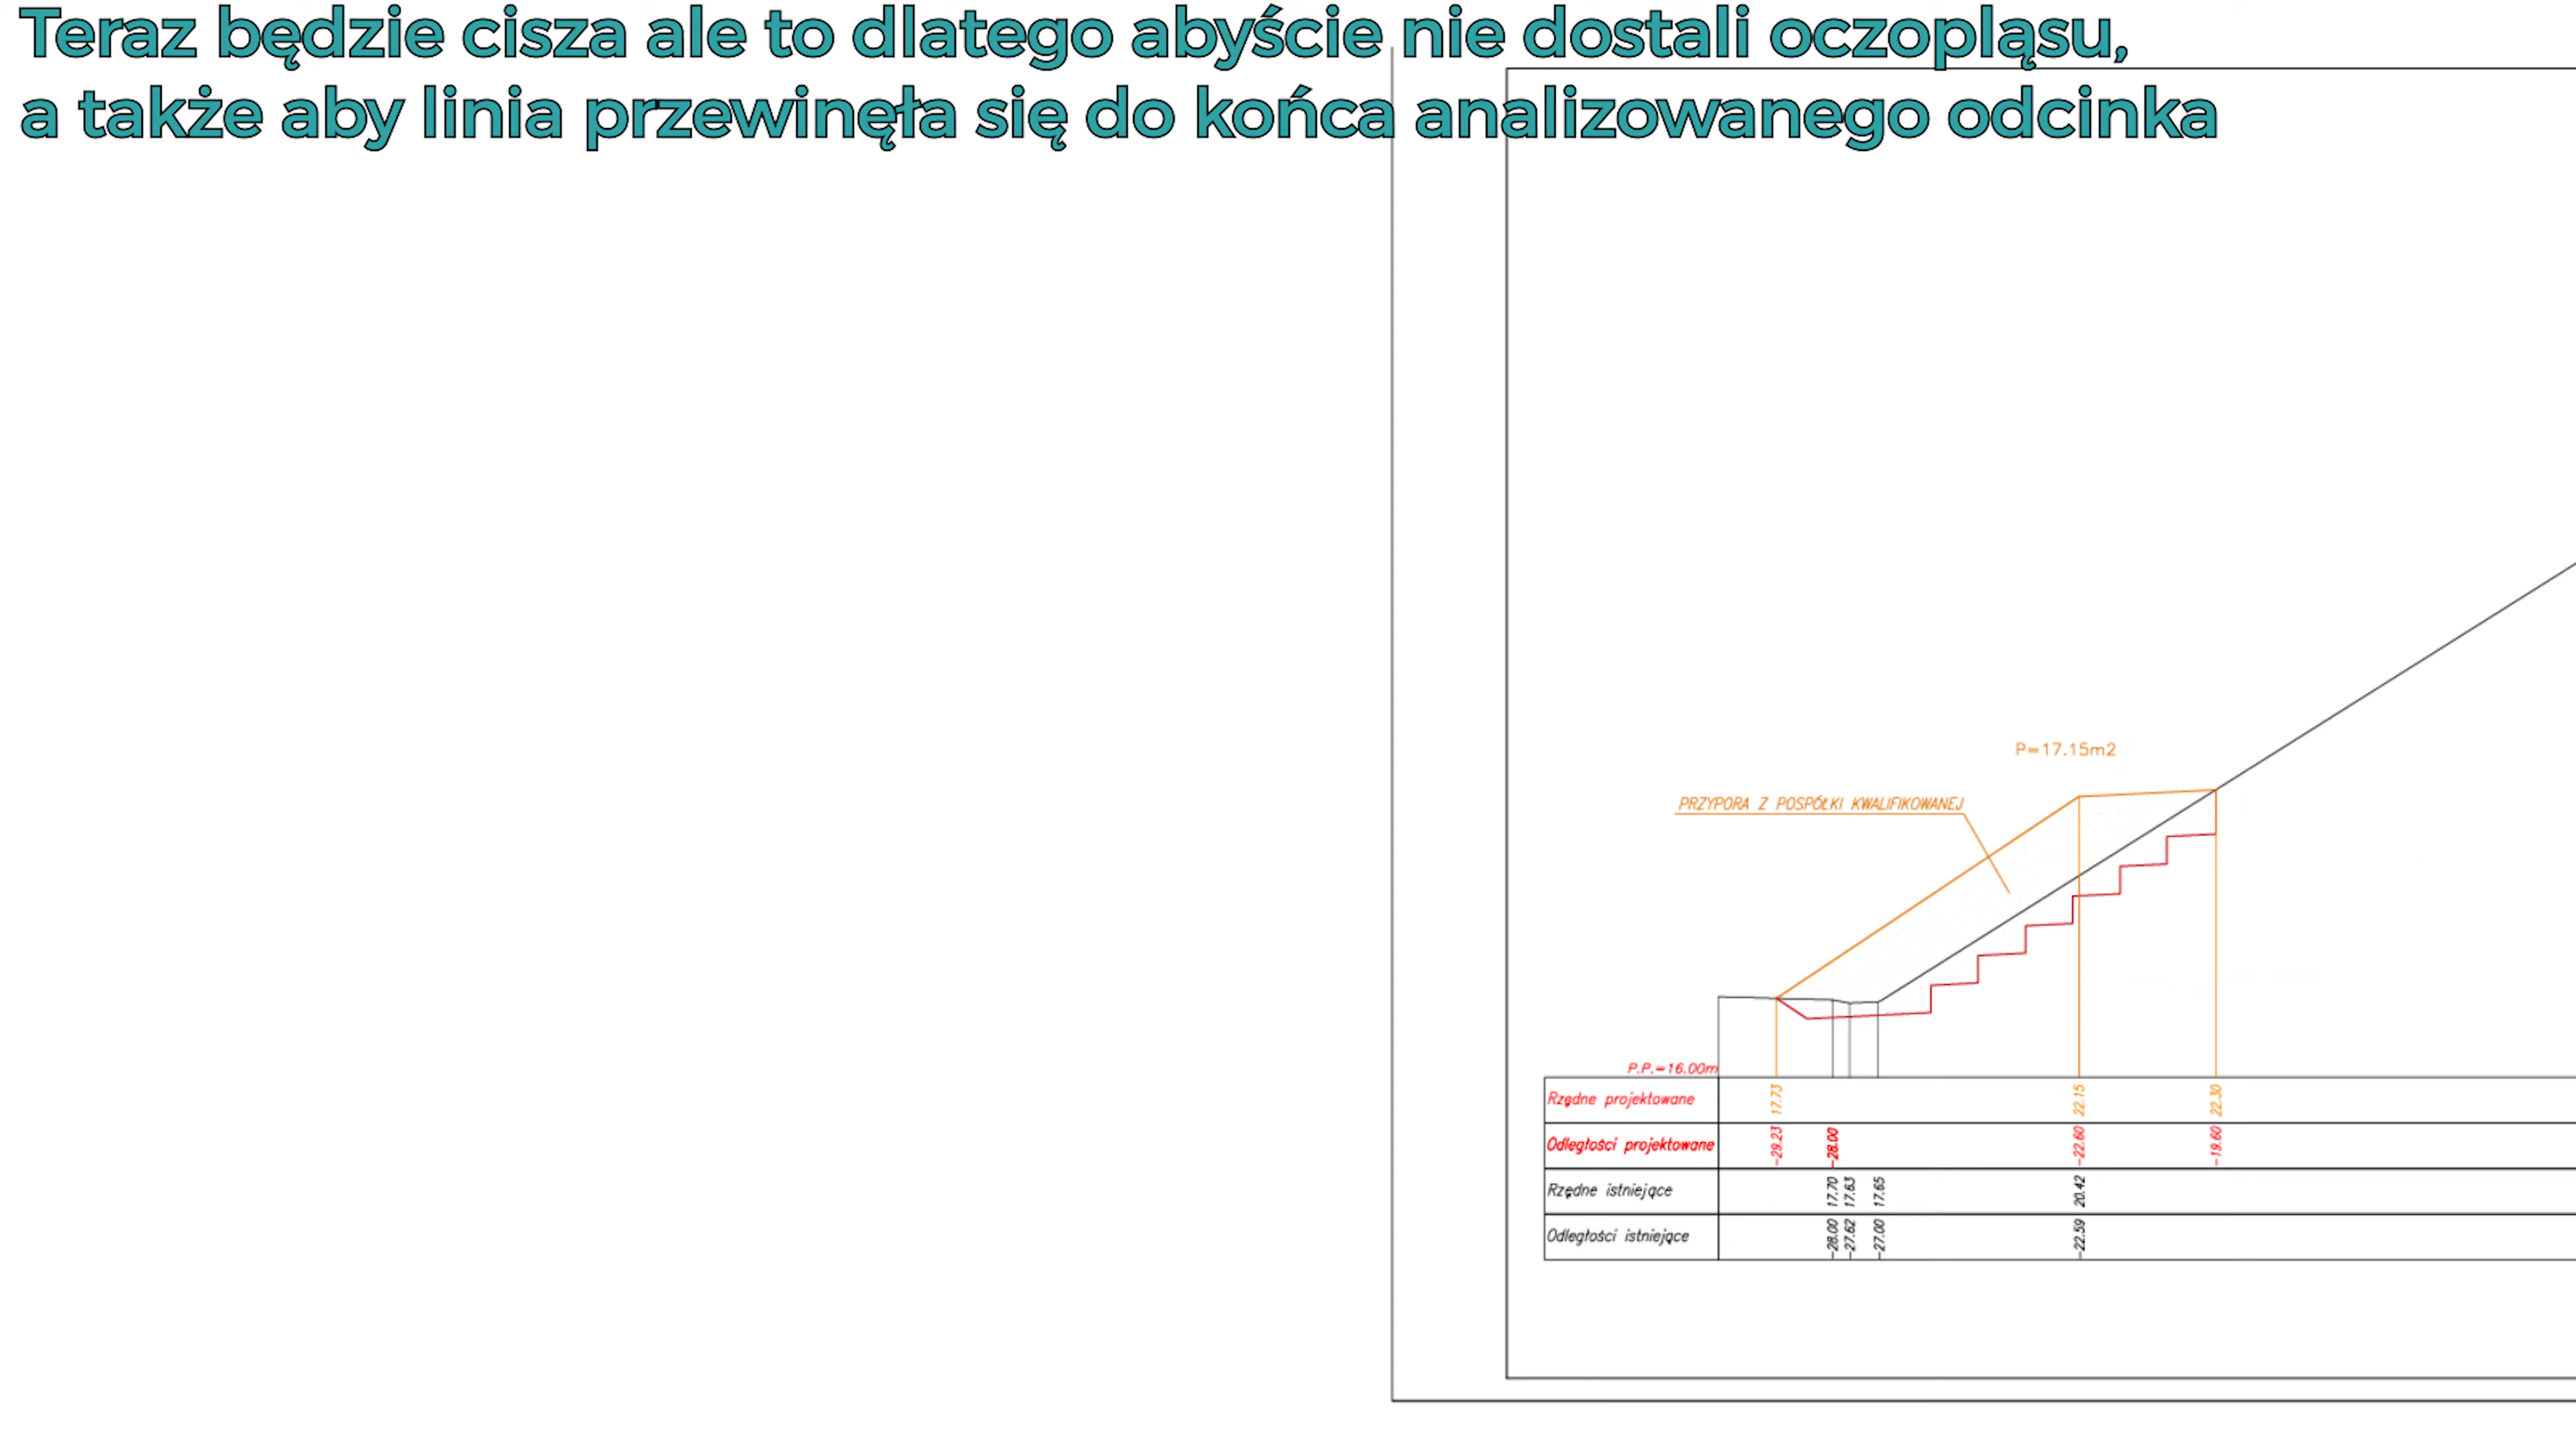 Teraz będzie cisza ale to dlatego abyście nie dostali oczopląsu,
a także aby linia przewinęła się do końca analizowanego odcinka
P=17.15m2
PRZYPORA Z POSPÓŁKI KWALIFIKOWANEJ
P.P.=16.00m
Rzędne projektowane 17.73 22.15 22.30
Odległości projektowane -29.23 -28.00 -22.60 -19.60
Rzędne istniejące 17.70 17.63 17.65 20.42
Odległości istniejące -28.00 -27.62 -27.00 -22.59